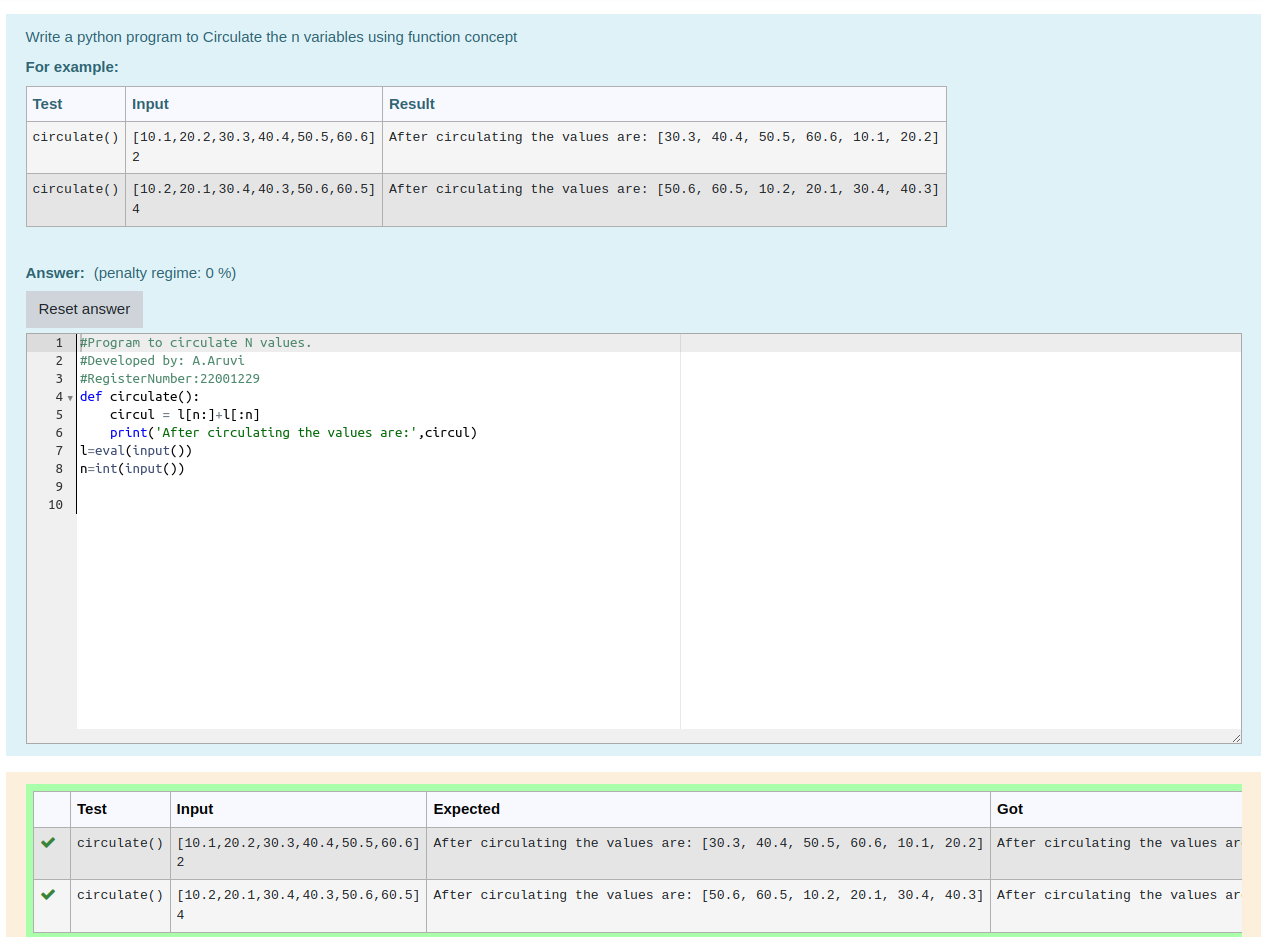 Write a python program to Circulate the n variables using function concept
For example:
Test Input Result
circulate() [10.1,20.2,30.3,40.4,50.5,60.6] After circulating the values are: [30.3, 40.4, 50.5, 60.6, 10.1, 20.2]
2
circulate() [10.2,20.1,30.4,40.3,50.6,60.5] After circulating the values are: [50.6, 60.5, 10.2, 20.1, 30.4, 40.3]
4
Answer: (penalty regime: 0 %)
Reset answer
1 #Program to circulate N values.
2 #Developed by: A.Aruvi
3 #RegisterNumber:22001229
4 def circulate():
5     circul = l[n:]+l[:n]
6     print('After circulating the values are:',circul)
7 l=eval(input())
8 n=int(input())
9
10
Test Input Expected Got
circulate() [10.1,20.2,30.3,40.4,50.5,60.6] After circulating the values are: [30.3, 40.4, 50.5, 60.6, 10.1, 20.2] After circulating the values
2
circulate() [10.2,20.1,30.4,40.3,50.6,60.5] After circulating the values are: [50.6, 60.5, 10.2, 20.1, 30.4, 40.3] After circulating the values
4